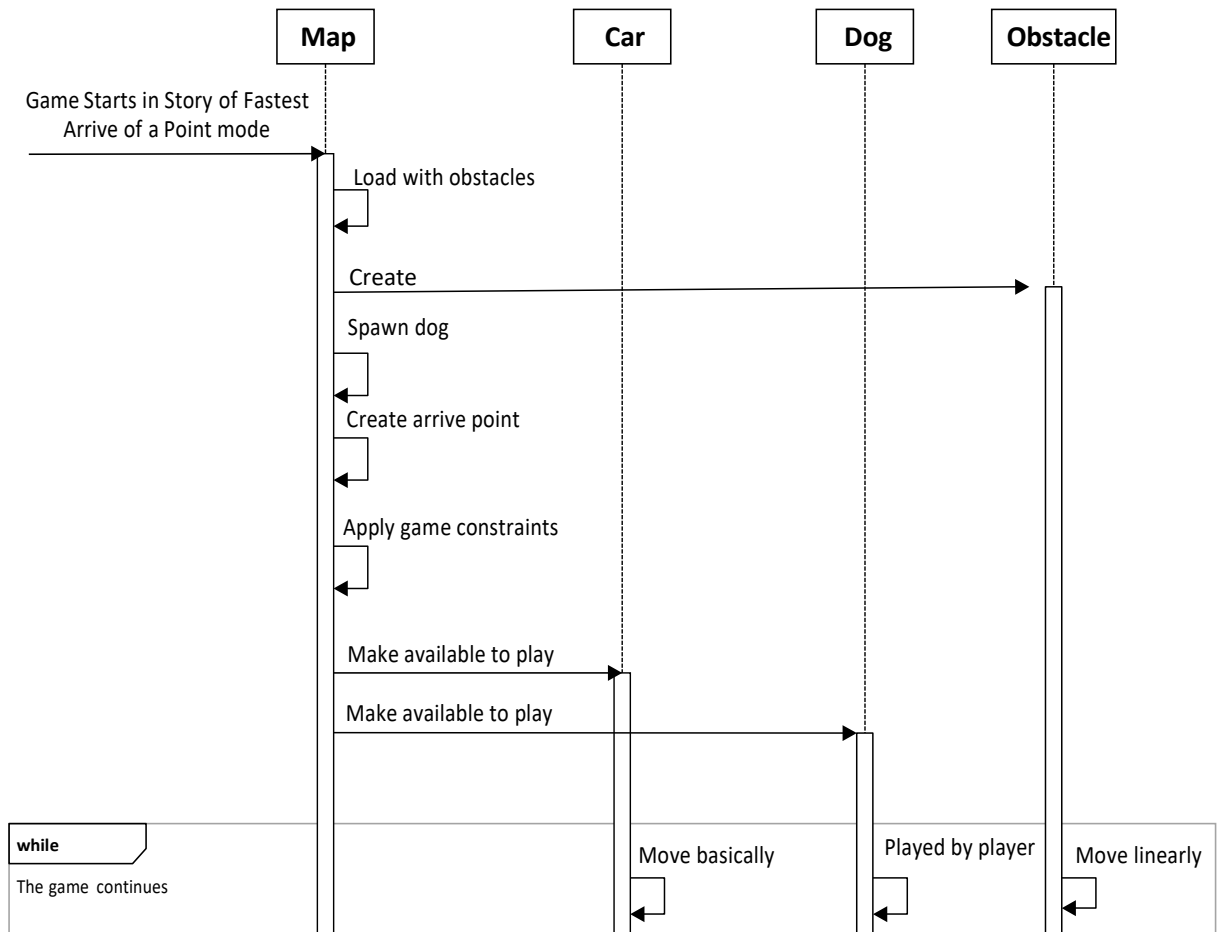 Map
Car
Dog
Obstacle
Game Starts in Story of Fastest
Arrive of a Point mode
Load with obstacles
Create
Spawn dog
Create arrive point
Apply game constraints
Make available to play
Make available to play
while
The game continues
Move basically
Played by player
Move linearly